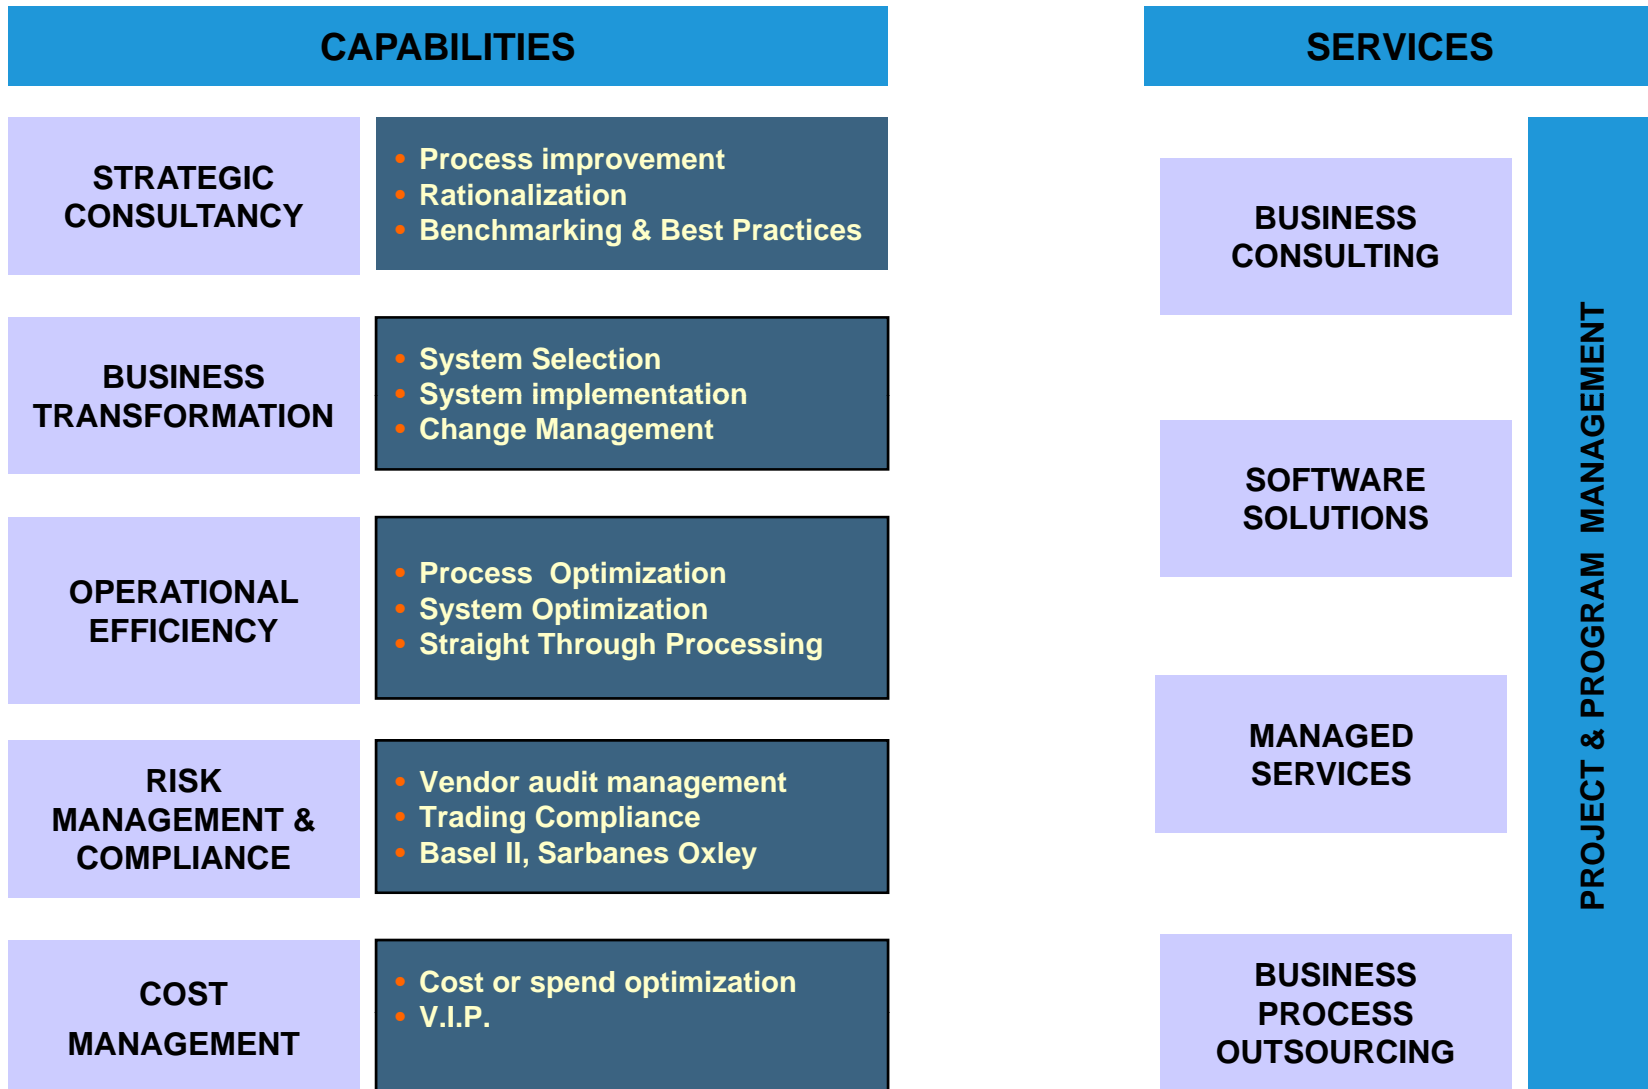 CAPABILITIES
STRATEGIC
CONSULTANCY
• Process improvement
• Rationalization
• Benchmarking & Best Practices
BUSINESS
TRANSFORMATION
• System Selection
• System implementation
• Change Management
OPERATIONAL
EFFICIENCY
• Process  Optimization
• System Optimization
• Straight Through Processing
RISK
MANAGEMENT &
COMPLIANCE
• Vendor audit management
• Trading Compliance
• Basel II, Sarbanes Oxley
COST
MANAGEMENT
• Cost or spend optimization
• V.I.P.
SERVICES
BUSINESS
CONSULTING
SOFTWARE
SOLUTIONS
MANAGED
SERVICES
BUSINESS
PROCESS
OUTSOURCING
PROJECT & PROGRAM  MANAGEMENT